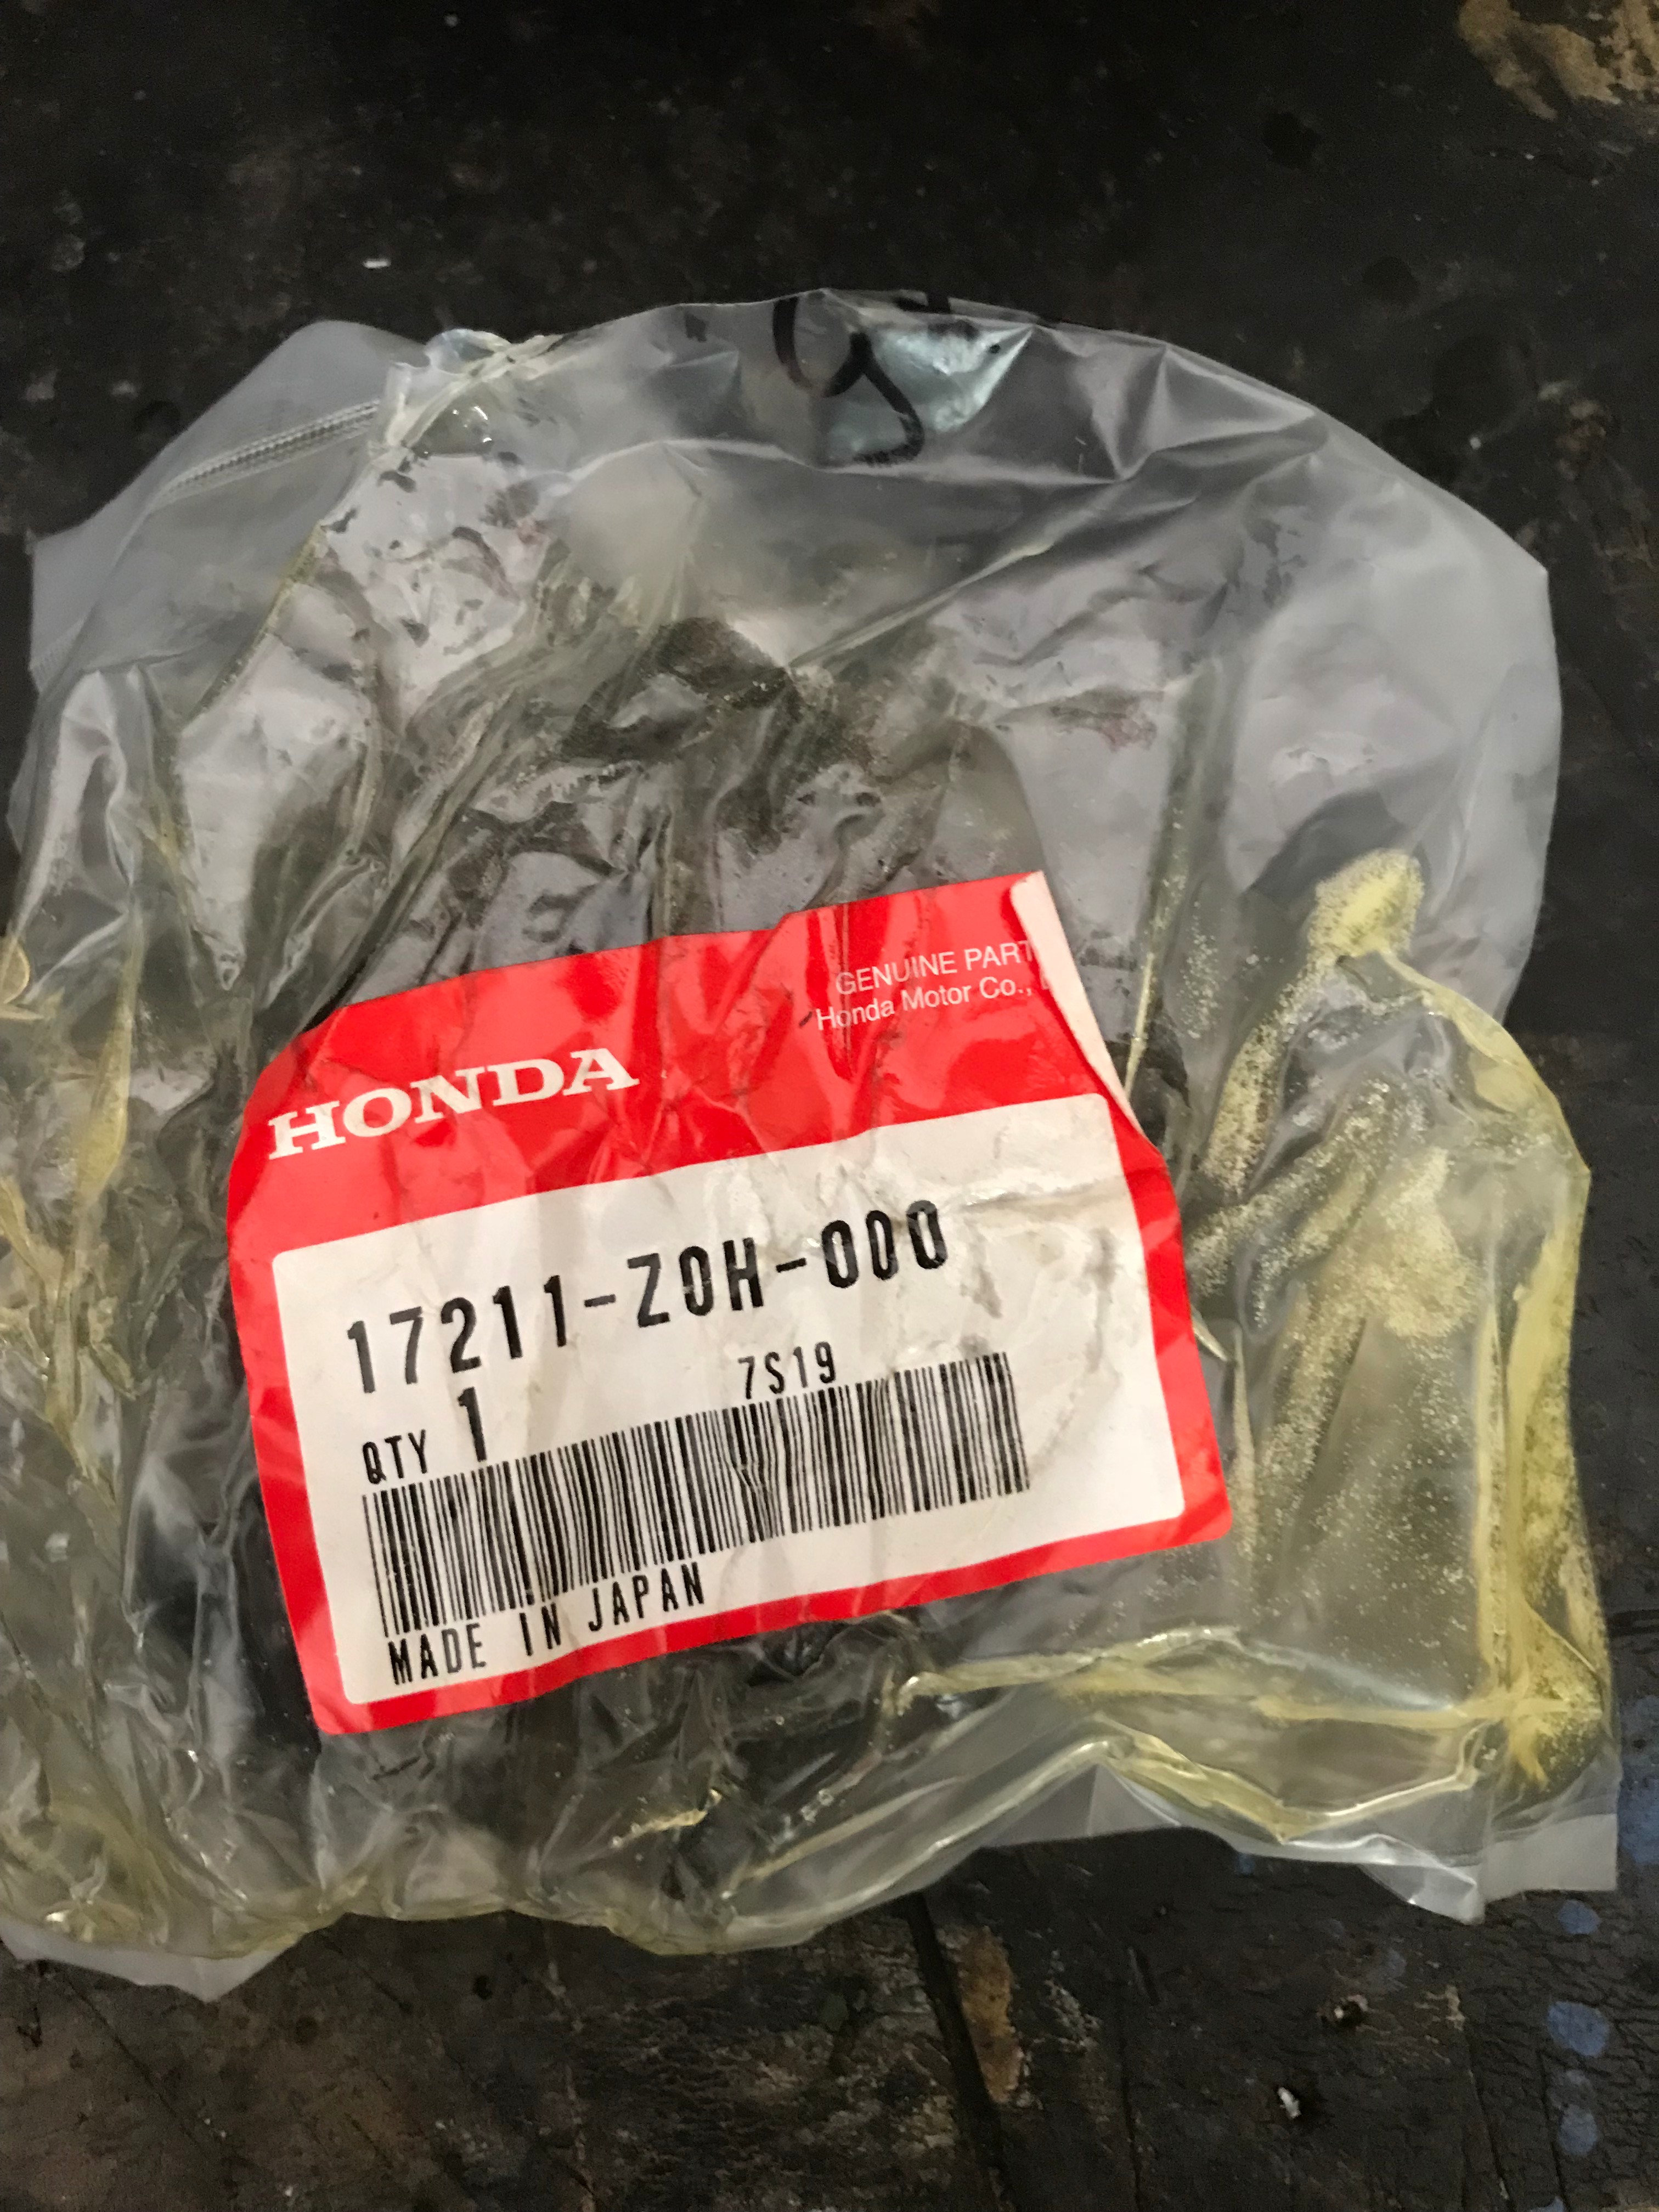 GENUINE PART
Honda Motor Co.,
HONDA
17211-Z0H-000
7S19
QTY 1
MADE IN JAPAN